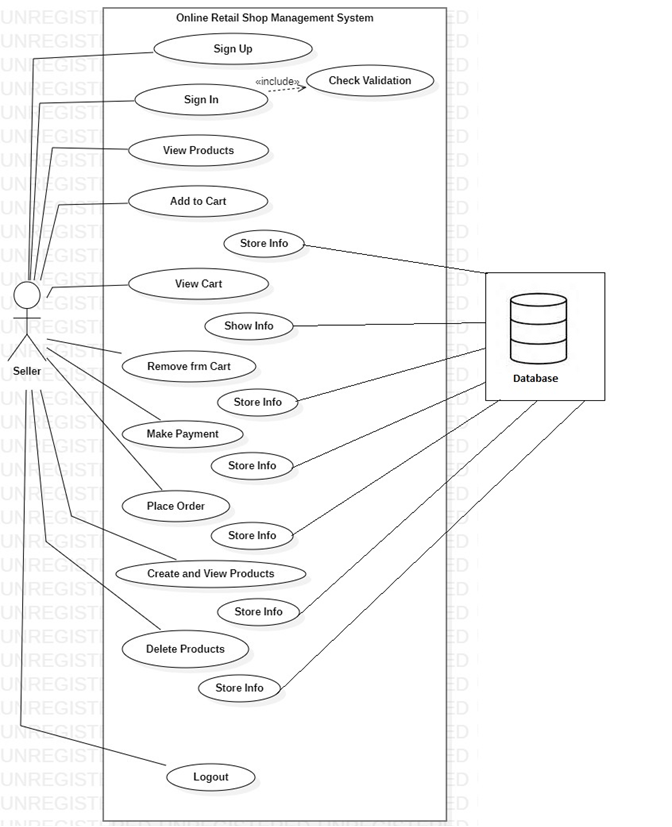 Online Retail Shop Management System
Sign Up
«include»
Check Validation
Sign In
View Products
Add to Cart
Store Info
View Cart
Show Info
Seller
Remove frm Cart
Database
Store Info
Make Payment
Store Info
Place Order
Store Info
Create and View Products
Store Info
Delete Products
Store Info
Logout